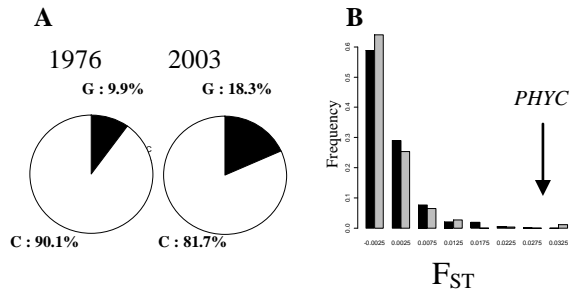 A
1976 2003
G : 9.9% G : 18.3%
C
C : 90.1% C : 81.7%
B
Frequency
0.6
0.5
0.4
0.3
0.2
0.1
0.0
PHYC
-0.0025 0.0025 0.0075 0.0125 0.0175 0.0225 0.0275 0.0325
FST